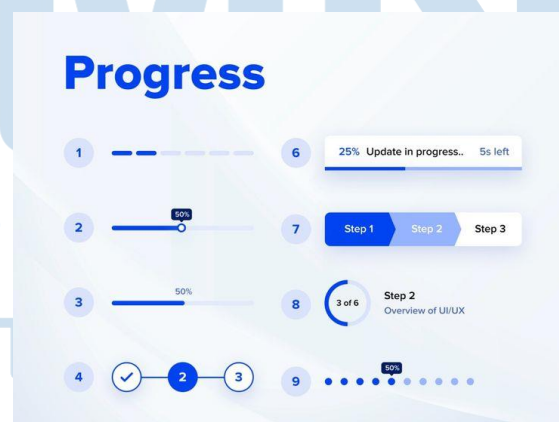 Progress
1
2
50%
3
50%
4
2
3
6
25% Update in progress.. 5s left
7
Step 1
Step 2
Step 3
8
3 of 6
Step 2
Overview of UI/UX
9
50%